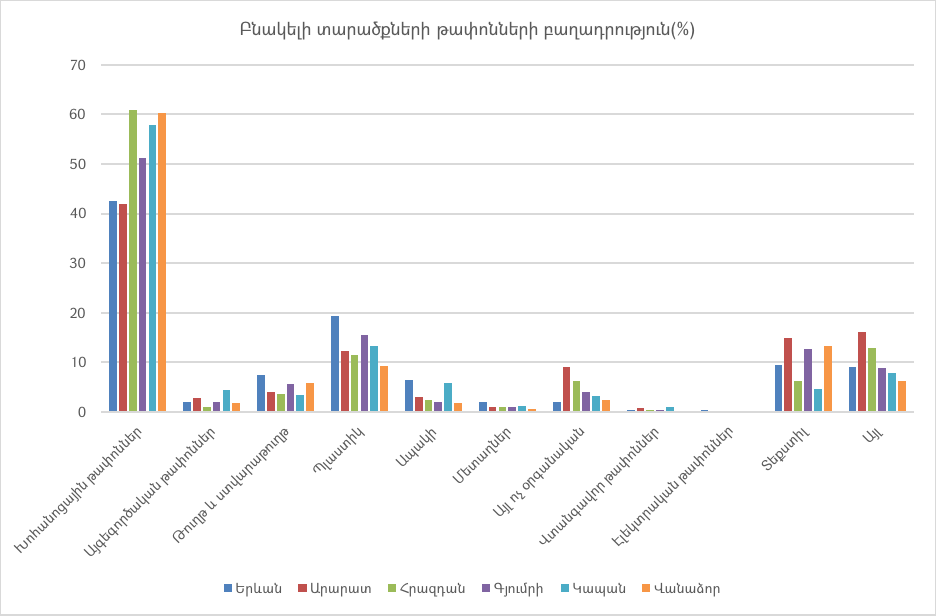 Բնակելի տարածքների թափոնների բաղադրություն(%)
70
60
50
40
30
20
10
0
Խոհանոցային թափոններ
Այգեգործական թափոններ
Թուղթ և ստվարաթուղթ
Պլաստիկ
Ապակի
Մետաղներ
Այլ ոչ օրգանական
Վտանգավոր թափոններ
Էլեկտրական թափոններ
Տեքստիլ
Այլ
Երևան Արարատ Հրազդան Գյումրի Կապան Վանաձոր